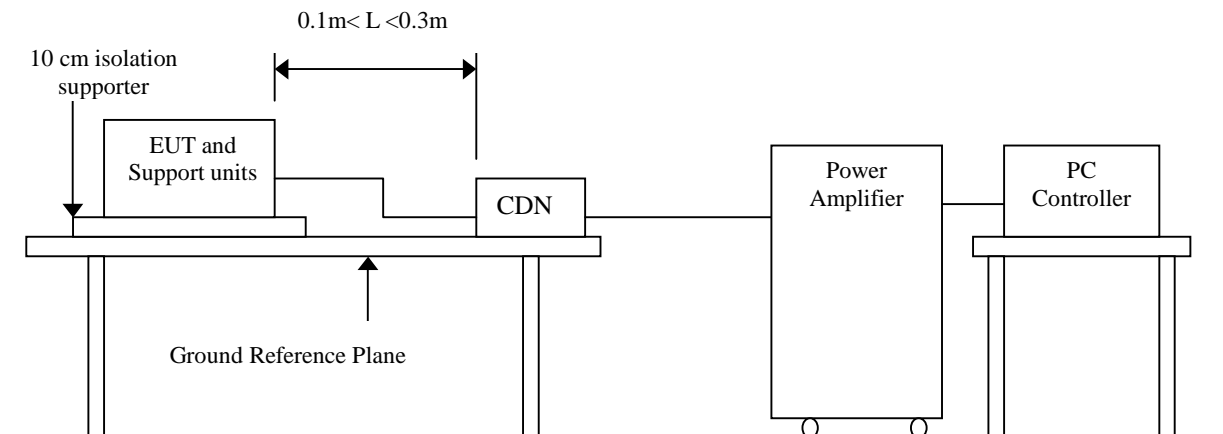 0.1m< L <0.3m
10 cm isolation
supporter
EUT and
Support units
CDN
Power
Amplifier
PC
Controller
Ground Reference Plane